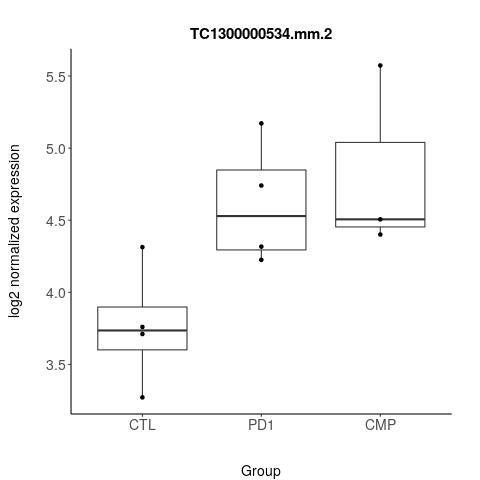 TC1300000534.mm.2
log2 normalized expression
5.5
5.0
4.5
4.0
3.5
CTL PD1 CMP
Group